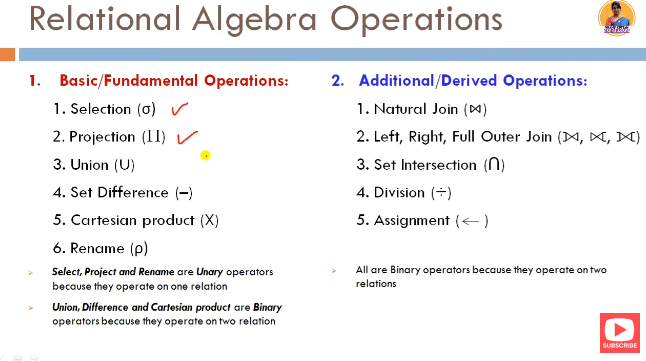 Relational Algebra Operations
1. Basic/Fundamental Operations:
1. Selection (σ)
2. Projection (∏)
3. Union (U)
4. Set Difference (–)
5. Cartesian product (X)
6. Rename (ρ)
➢ Select, Project and Rename are Unary operators
because they operate on one relation
➢ Union, Difference and Cartesian product are Binary
operators because they operate on two relation
2. Additional/Derived Operations:
1. Natural Join (⋈)
2. Left, Right, Full Outer Join (⟕, ⟖, ⟗)
3. Set Intersection (∩)
4. Division (÷)
5. Assignment (←)
➢ All are Binary operators because they operate on two
relations
SUBSCRIBE